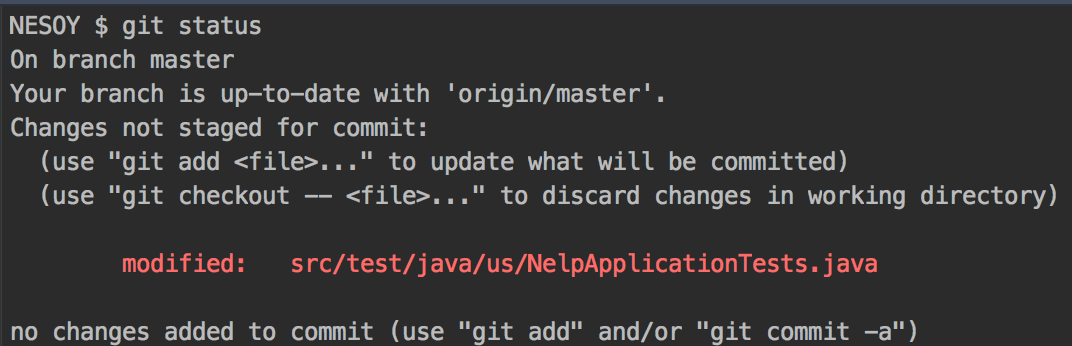 NESOY $ git status
On branch master
Your branch is up-to-date with 'origin/master'.
Changes not staged for commit:
  (use "git add <file>..." to update what will be committed)
  (use "git checkout -- <file>..." to discard changes in working directory)
        modified:   src/test/java/us/NelpApplicationTests.java
no changes added to commit (use "git add" and/or "git commit -a")